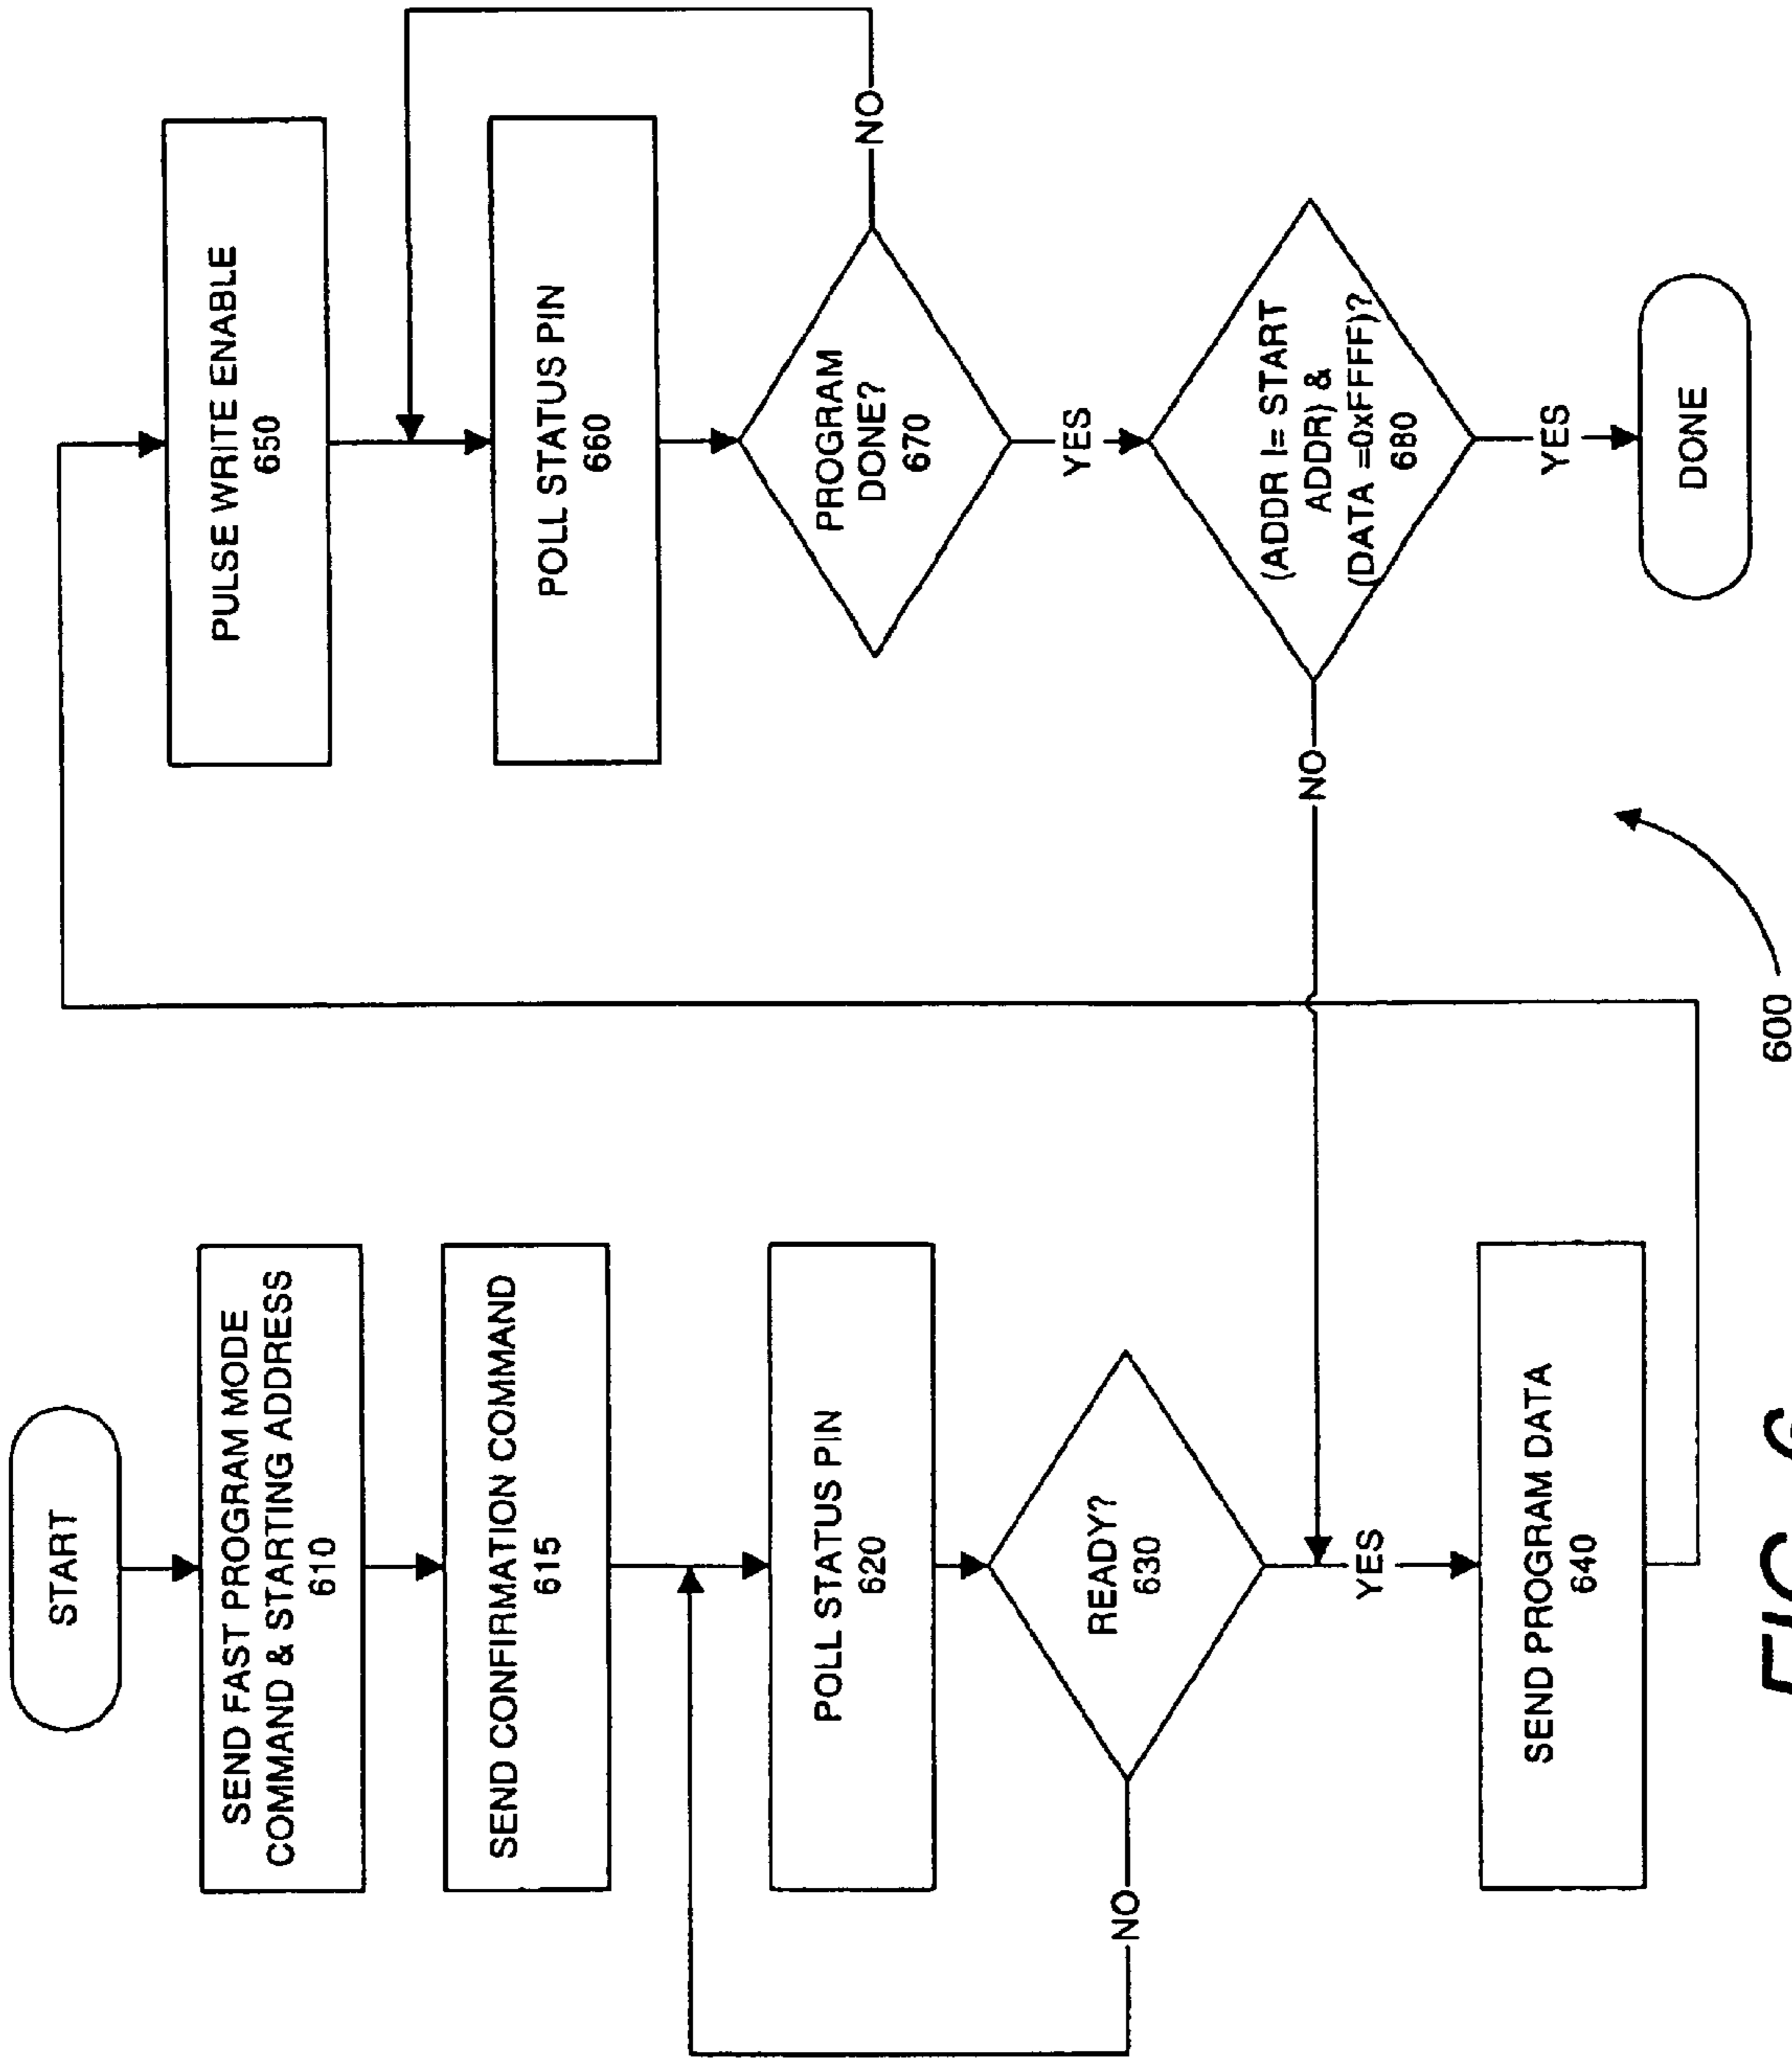 START
SEND FAST PROGRAM MODE
COMMAND & STARTING ADDRESS
610
SEND CONFIRMATION COMMAND
615
POLL STATUS PIN
620
READY?
630
NO
YES
SEND PROGRAM DATA
640
PULSE WRITE ENABLE
650
POLL STATUS PIN
660
PROGRAM
DONE?
670
NO
YES
(ADDR != START
ADDR) &
(DATA =0xFFFF)?
680
NO
YES
DONE
600
FIG. 6